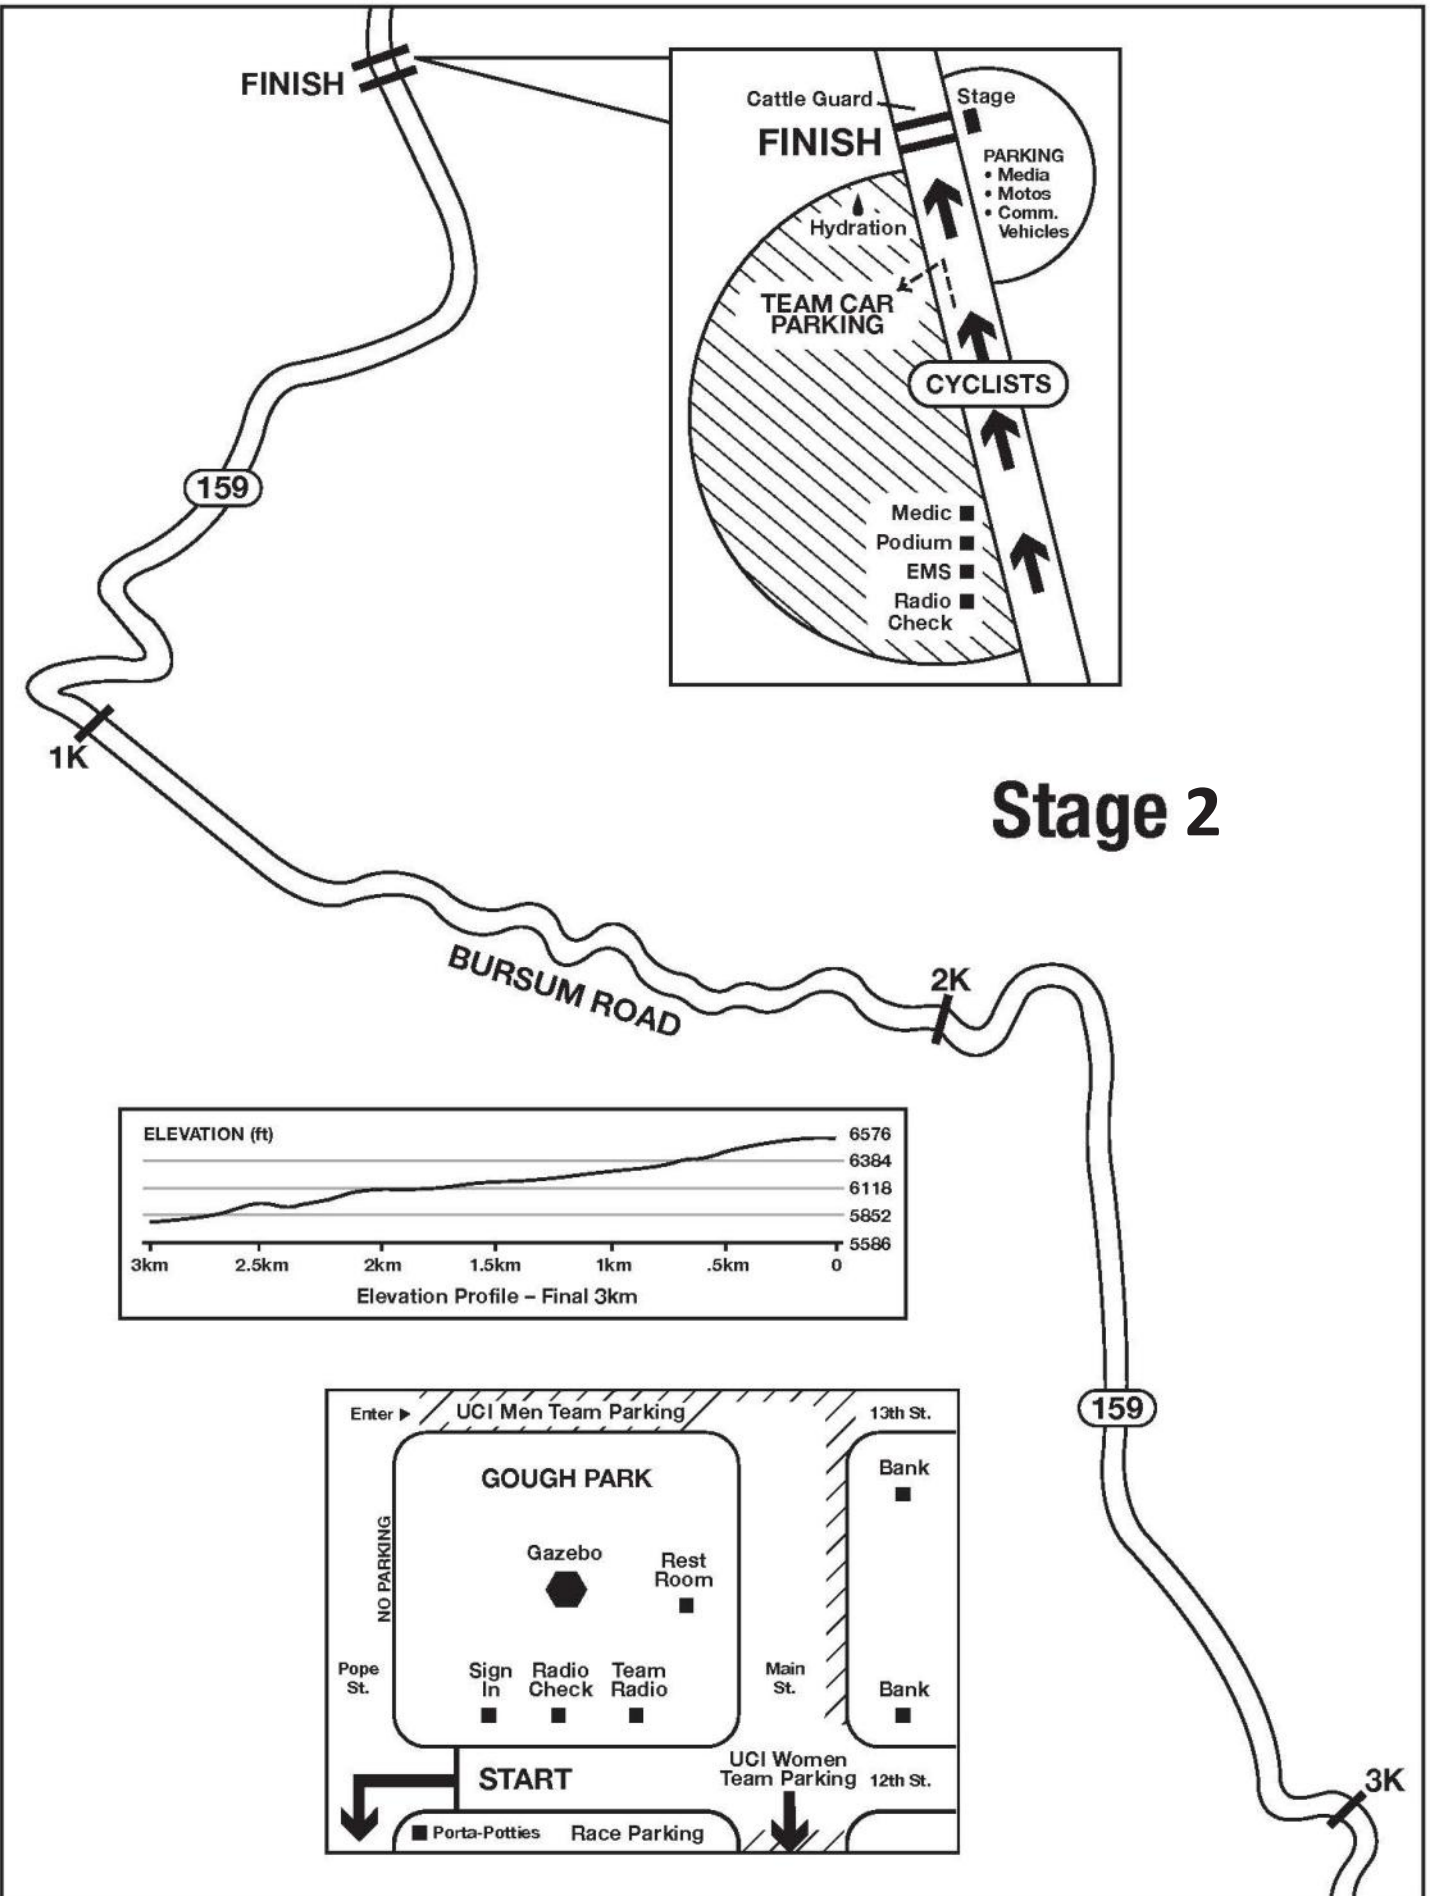 FINISH
Cattle Guard
Stage
FINISH
PARKING
• Media
• Motos
• Comm.
Vehicles
Hydration
TEAM CAR
PARKING
CYCLISTS
159
Medic
Podium
EMS
Radio
Check
1K
Stage 2
BURSUM ROAD
2K
ELEVATION (ft)
6576
6384
6118
5852
5586
3km 2.5km 2km 1.5km 1km .5km 0
Elevation Profile – Final 3km
159
Enter
UCI Men Team Parking
13th St.
GOUGH PARK
Bank
NO PARKING
Gazebo
Rest
Room
Pope
St.
Sign
In
Radio
Check
Team
Radio
Main
St.
Bank
START
UCI Women
Team Parking
12th St.
Porta-Potties
Race Parking
3K